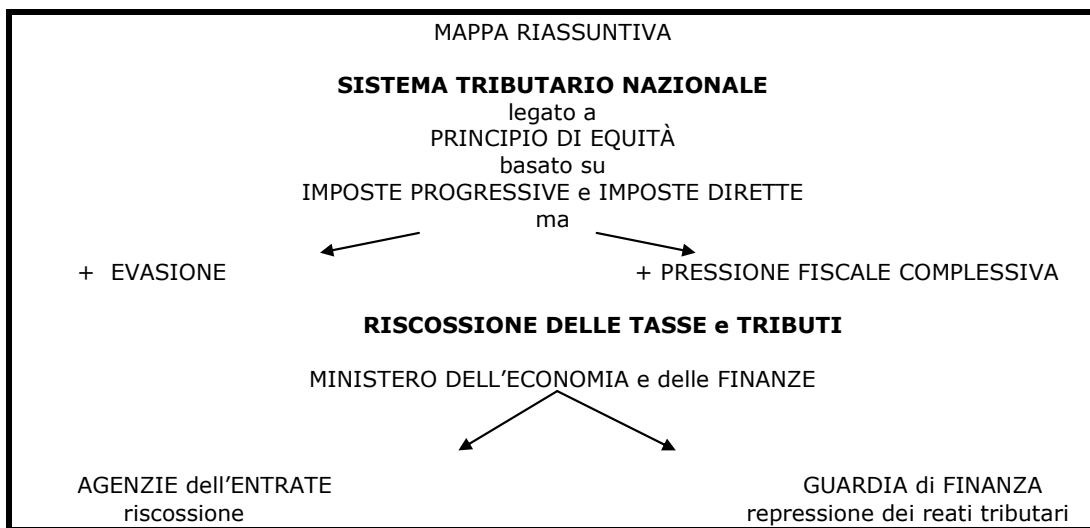 MAPPA RIASSUNTIVA
SISTEMA TRIBUTARIO NAZIONALE
legato a
PRINCIPIO DI EQUITÀ
basato su
IMPOSTE PROGRESSIVE e IMPOSTE DIRETTE
ma
+ EVASIONE
+ PRESSIONE FISCALE COMPLESSIVA
RISCOSSIONE DELLE TASSE e TRIBUTI
MINISTERO DELL'ECONOMIA e delle FINANZE
AGENZIE dell'ENTRATE
riscossione
GUARDIA di FINANZA
repressione dei reati tributari